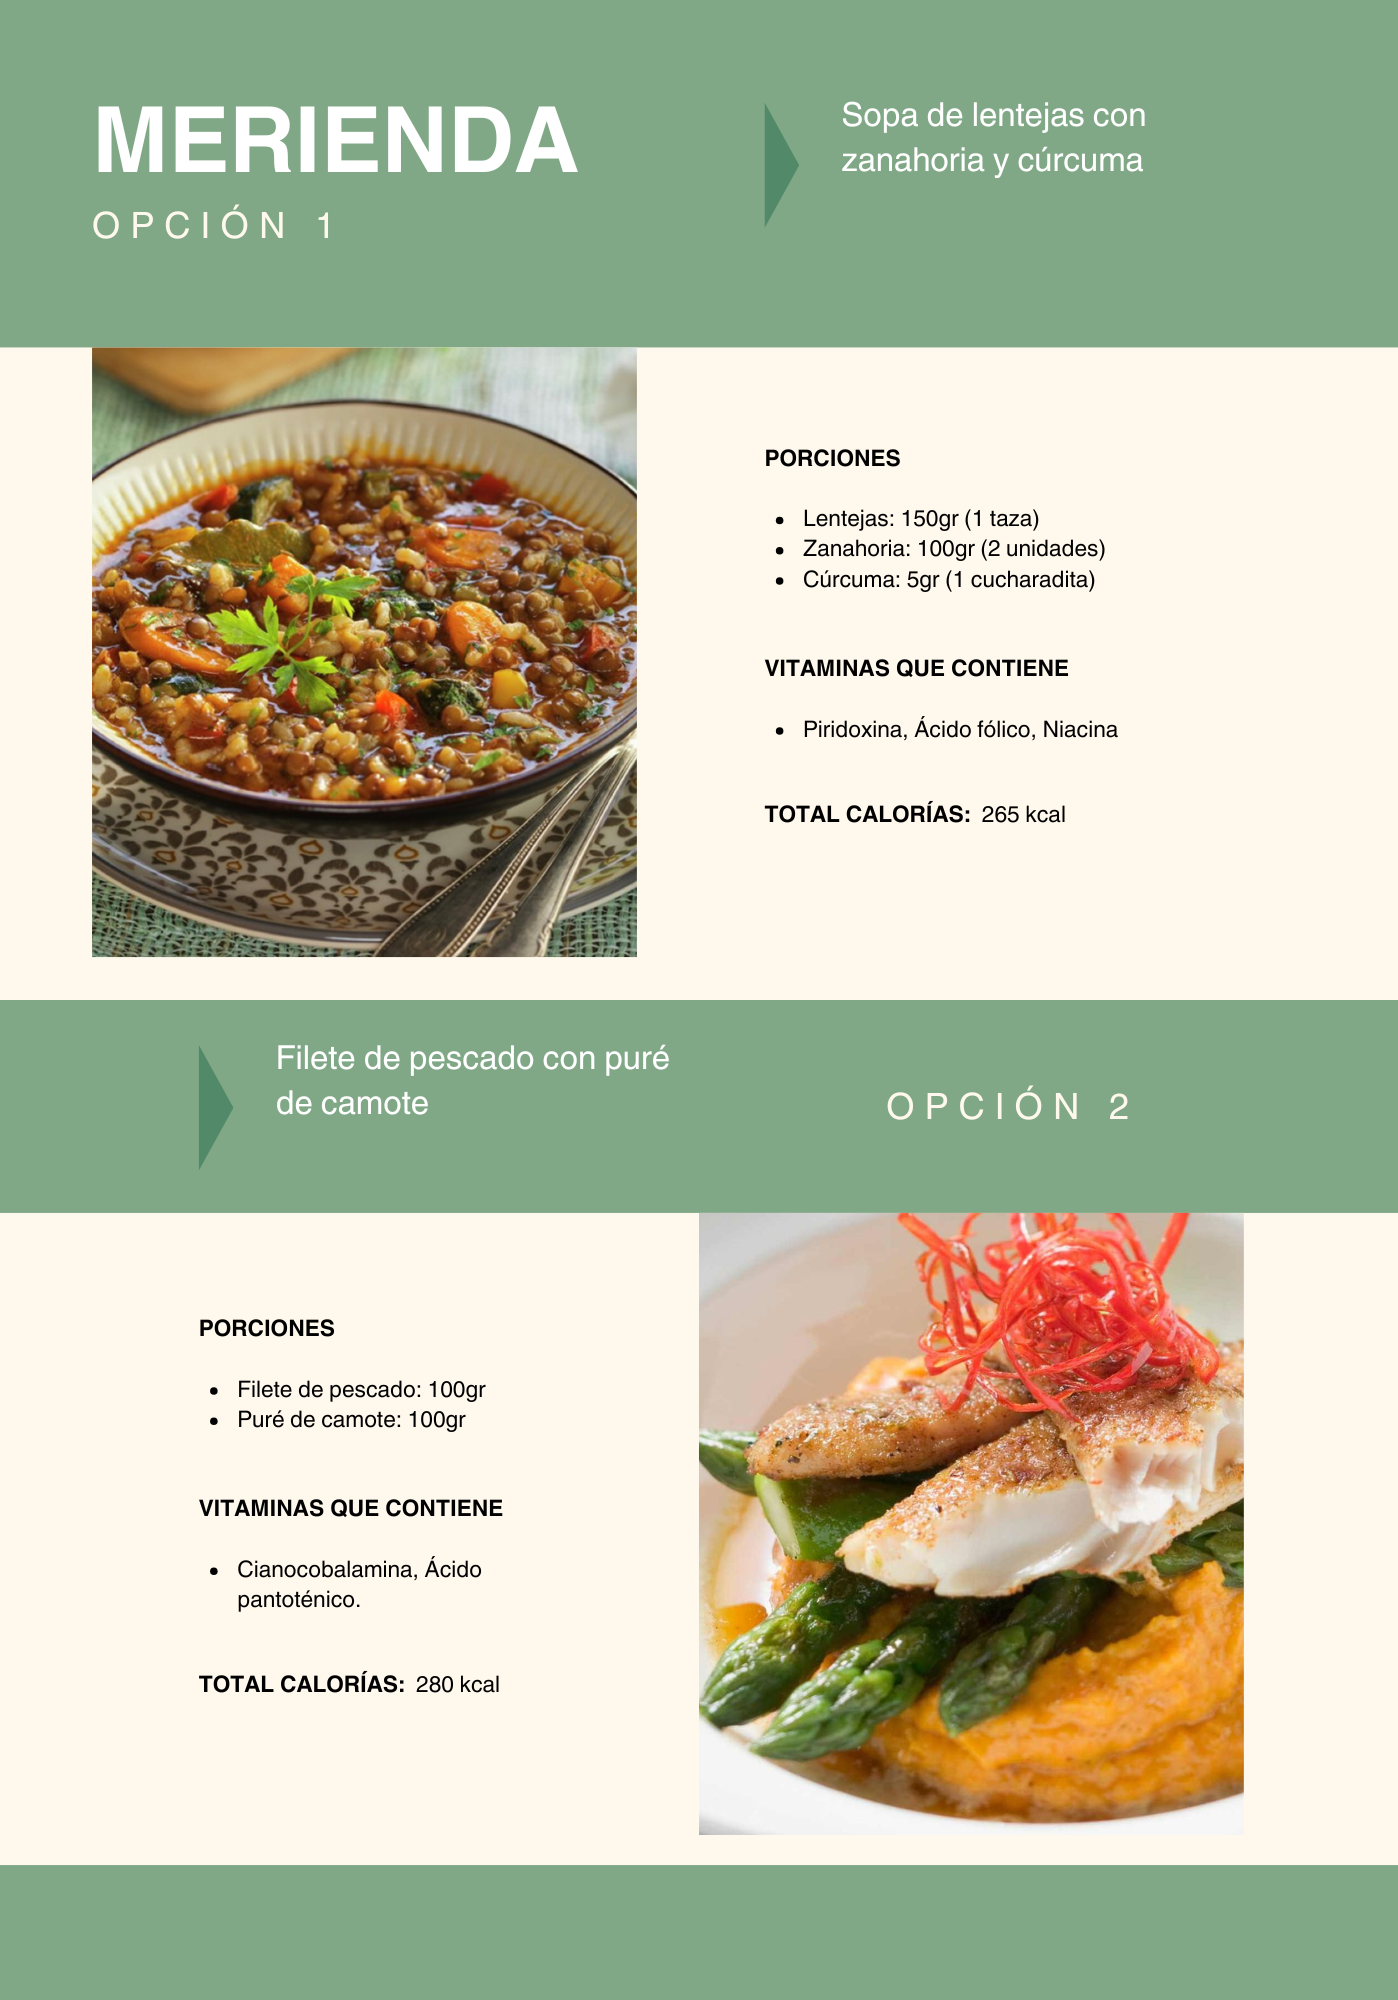 MERIENDA
OPCIÓN 1
Sopa de lentejas con
zanahoria y cúrcuma
PORCIONES
• Lentejas: 150gr (1 taza)
• Zanahoria: 100gr (2 unidades)
• Cúrcuma: 5gr (1 cucharadita)
VITAMINAS QUE CONTIENE
• Piridoxina, Ácido fólico, Niacina
TOTAL CALORÍAS: 265 kcal
Filete de pescado con puré
de camote
OPCIÓN 2
PORCIONES
• Filete de pescado: 100gr
• Puré de camote: 100gr
VITAMINAS QUE CONTIENE
• Cianocobalamina, Ácido
pantoténico.
TOTAL CALORÍAS: 280 kcal